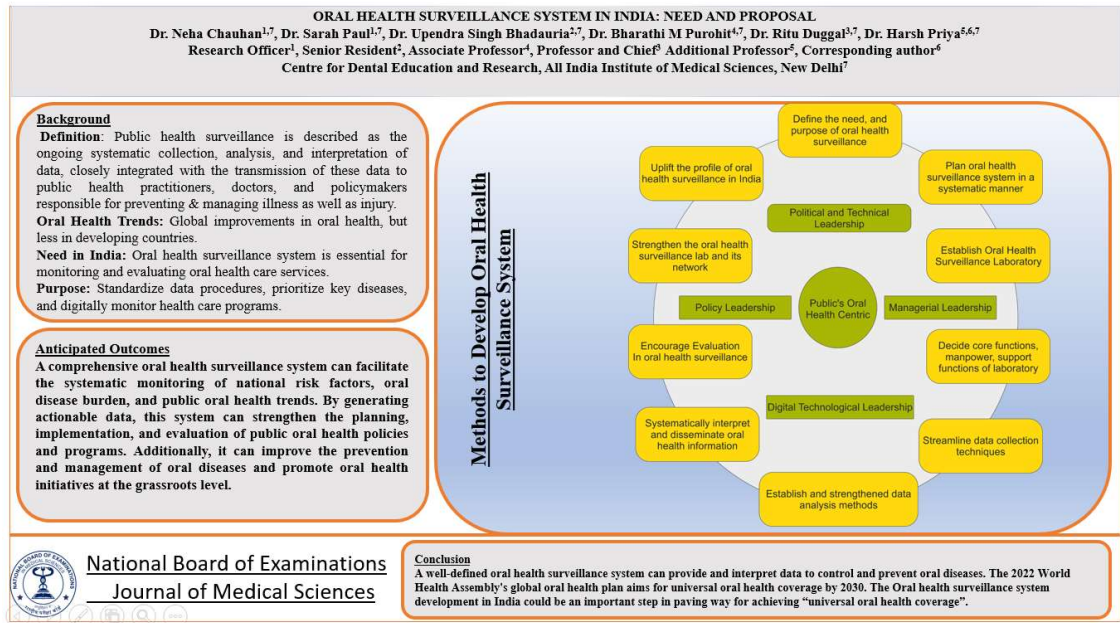 ORAL HEALTH SURVEILLANCE SYSTEM IN INDIA: NEED AND PROPOSAL
Dr. Neha Chauhan1,7, Dr. Sarah Paul1,7, Dr. Upendra Singh Bhadauria2,7, Dr. Bharathi M Purohit4,7, Dr. Ritu Duggal3,7, Dr. Harsh Priya5,6,7
Research Officer1, Senior Resident2, Associate Professor4, Professor and Chief3 Additional Professor5, Corresponding author6
Centre for Dental Education and Research, All India Institute of Medical Sciences, New Delhi7
Background
Definition: Public health surveillance is described as the
ongoing systematic collection, analysis, and interpretation of
data, closely integrated with the transmission of these data to
public health practitioners, doctors, and policymakers
responsible for preventing & managing illness as well as injury.
Oral Health Trends: Global improvements in oral health, but
less in developing countries.
Need in India: Oral health surveillance system is essential for
monitoring and evaluating oral health care services.
Purpose: Standardize data procedures, prioritize key diseases,
and digitally monitor health care programs.
Anticipated Outcomes
A comprehensive oral health surveillance system can facilitate
the systematic monitoring of national risk factors, oral
disease burden, and public oral health trends. By generating
actionable data, this system can strengthen the planning,
implementation, and evaluation of public oral health policies
and programs. Additionally, it can improve the prevention
and management of oral diseases and promote oral health
initiatives at the grassroots level.
Methods to Develop Oral Health
Surveillance System
Define the need, and
purpose of oral health
surveillance
Plan oral health
surveillance system in a
systematic manner
Establish Oral Health
Surveillance Laboratory
Decide core functions,
manpower, support
functions of laboratory
Streamline data collection
techniques
Establish and strengthened data
analysis methods
Systematically interpret
and disseminate oral
health information
Encourage Evaluation
In oral health surveillance
Strengthen the oral health
surveillance lab and its
network
Uplift the profile of oral
health surveillance in India
Political and Technical
Leadership
Policy Leadership
Public's Oral
Health Centric
Managerial Leadership
Digital Technological Leadership
National Board of Examinations
Journal of Medical Sciences
Conclusion
A well-defined oral health surveillance system can provide and interpret data to control and prevent oral diseases. The 2022 World
Health Assembly's global oral health plan aims for universal oral health coverage by 2030. The Oral health surveillance system
development in India could be an important step in paving way for achieving “universal oral health coverage”.